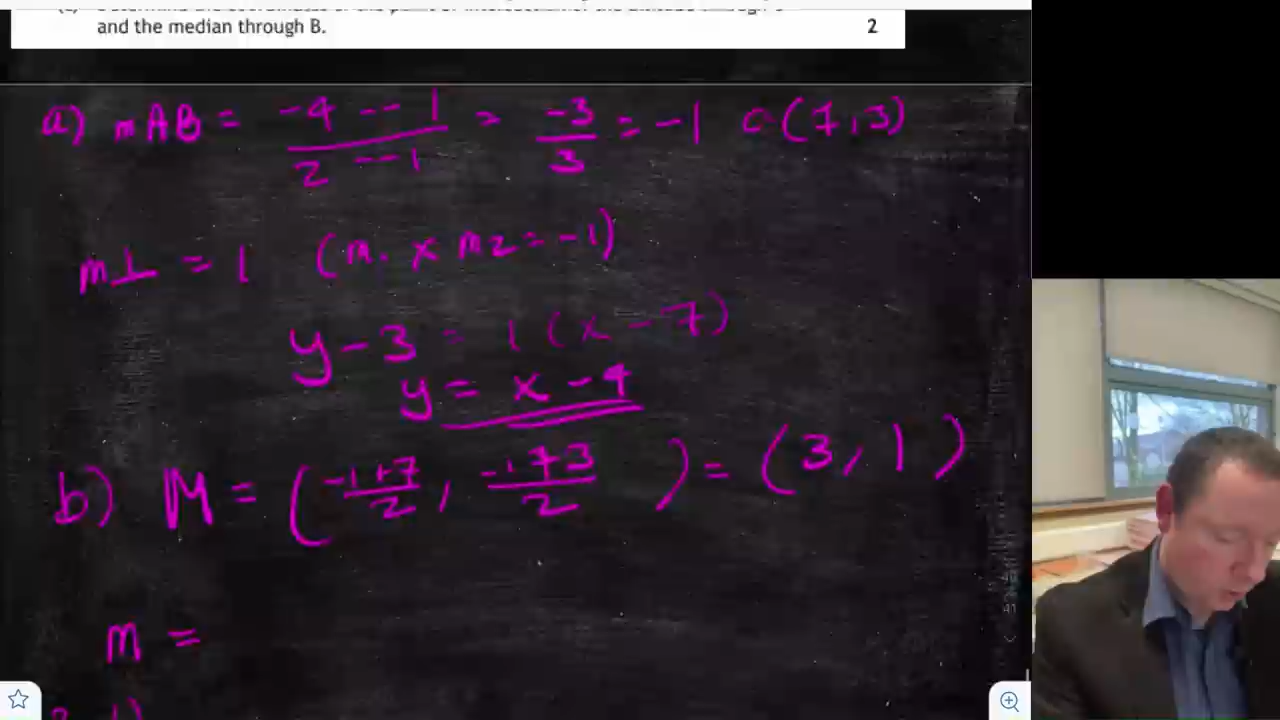 and the median through B. 2
a) mAB = -4 -- 1 / 2 -- 1 = -3/3 = -1 C(7,3)
m⊥ = 1 (m1 × m2 = -1)
y - 3 = 1(x - 7)
y = x - 4
b) M = (-1+7/2, -1+3/2) = (3, 1)
m =
41